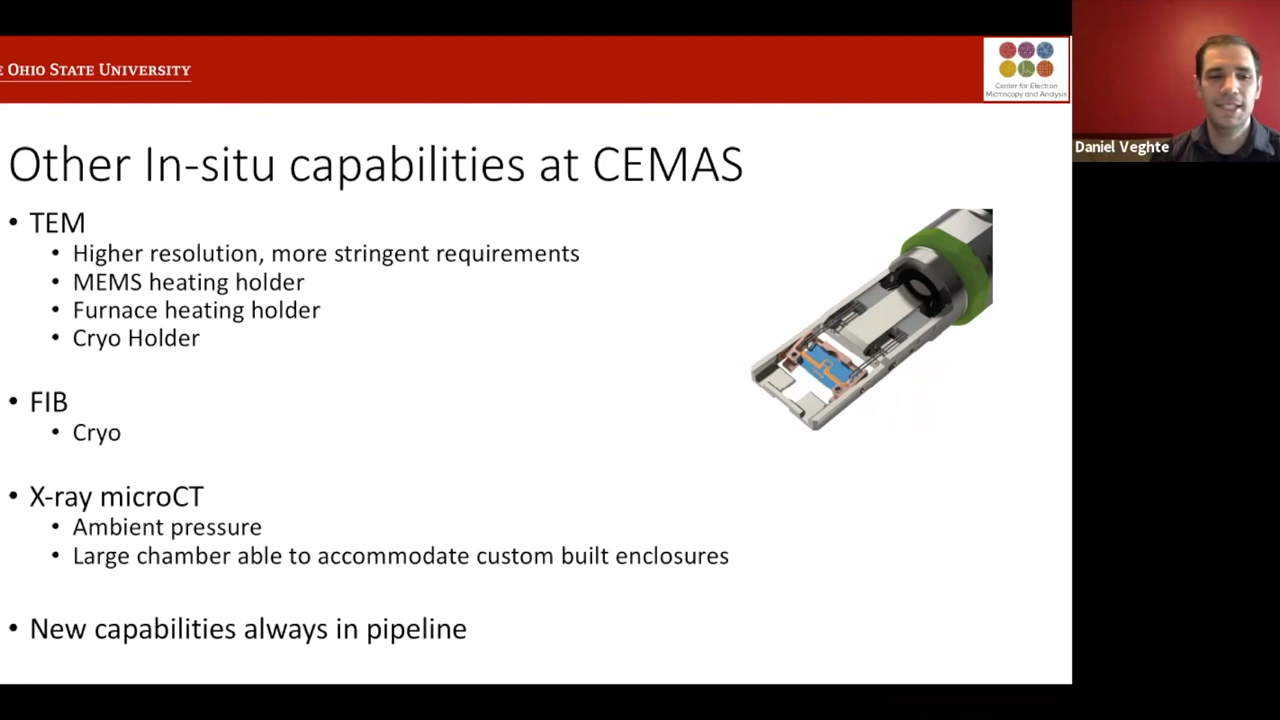 E OHIO STATE UNIVERSITY
Center for Electron
Microscopy and Analysis
Daniel Veghte
Other In-situ capabilities at CEMAS
• TEM
• Higher resolution, more stringent requirements
• MEMS heating holder
• Furnace heating holder
• Cryo Holder
• FIB
• Cryo
• X-ray microCT
• Ambient pressure
• Large chamber able to accommodate custom built enclosures
• New capabilities always in pipeline